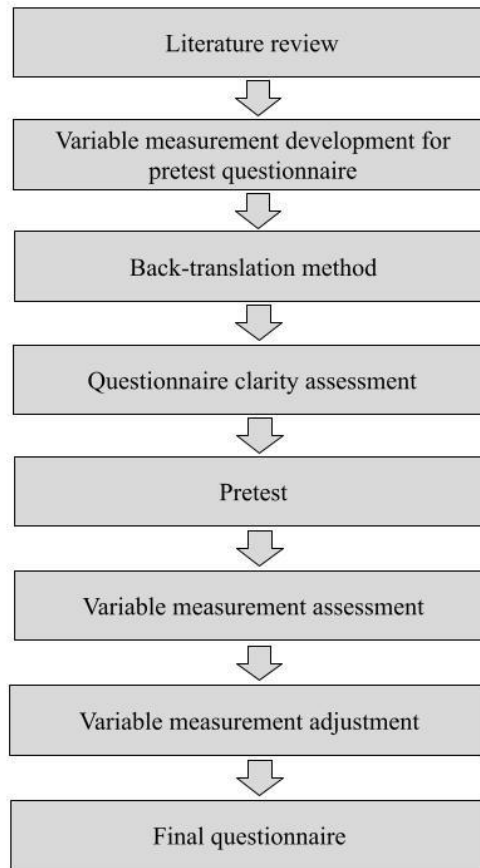 Literature review
Variable measurement development for
pretest questionnaire
Back-translation method
Questionnaire clarity assessment
Pretest
Variable measurement assessment
Variable measurement adjustment
Final questionnaire